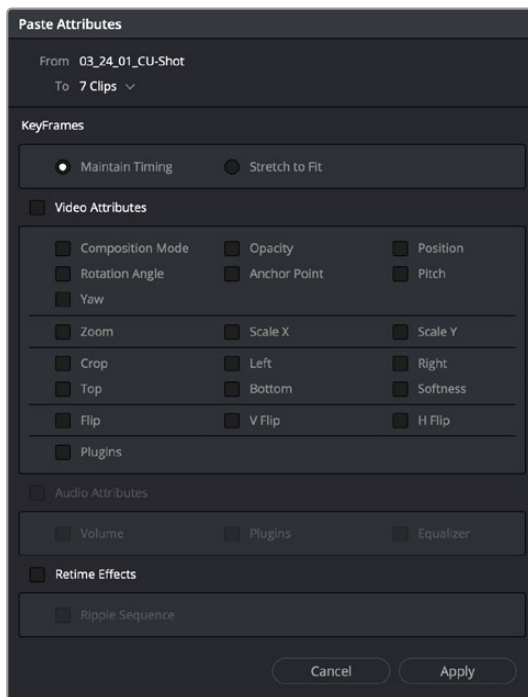 Paste Attributes
From 03_24_01_CU-Shot
To 7 Clips
KeyFrames
Maintain Timing Stretch to Fit
Video Attributes
Composition Mode Opacity Position
Rotation Angle Anchor Point Pitch
Yaw
Zoom Scale X Scale Y
Crop Left Right
Top Bottom Softness
Flip V Flip H Flip
Plugins
Audio Attributes
Volume Plugins Equalizer
Retime Effects
Ripple Sequence
Cancel Apply